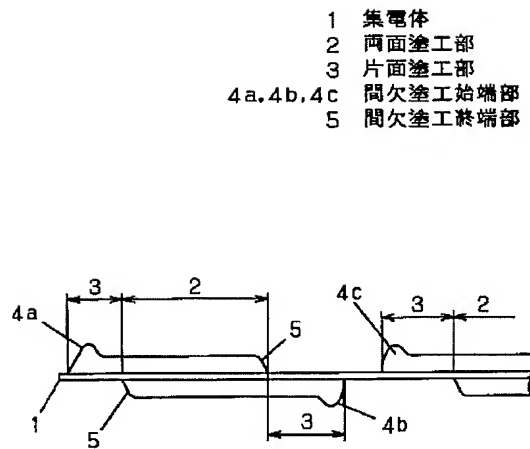 1 集電体
2 両面塗工部
3 片面塗工部
4a,4b,4c 間欠塗工始端部
5 間欠塗工終端部
3 2 4c 3 2
4a 5
1 5 3 4b